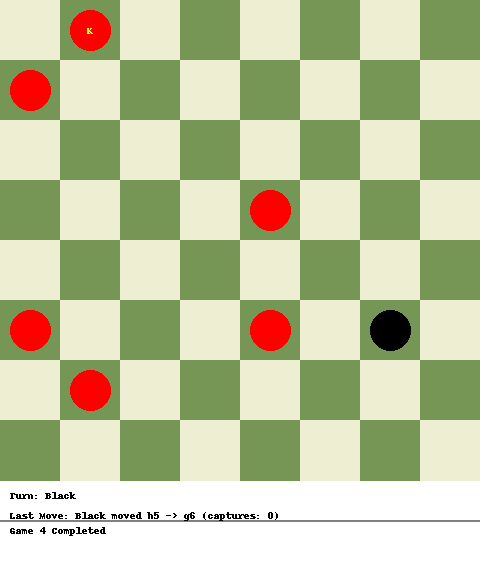 K
Turn: Black
Last Move: Black moved h5 -> g6 (captures: 0)
Game 4 Completed